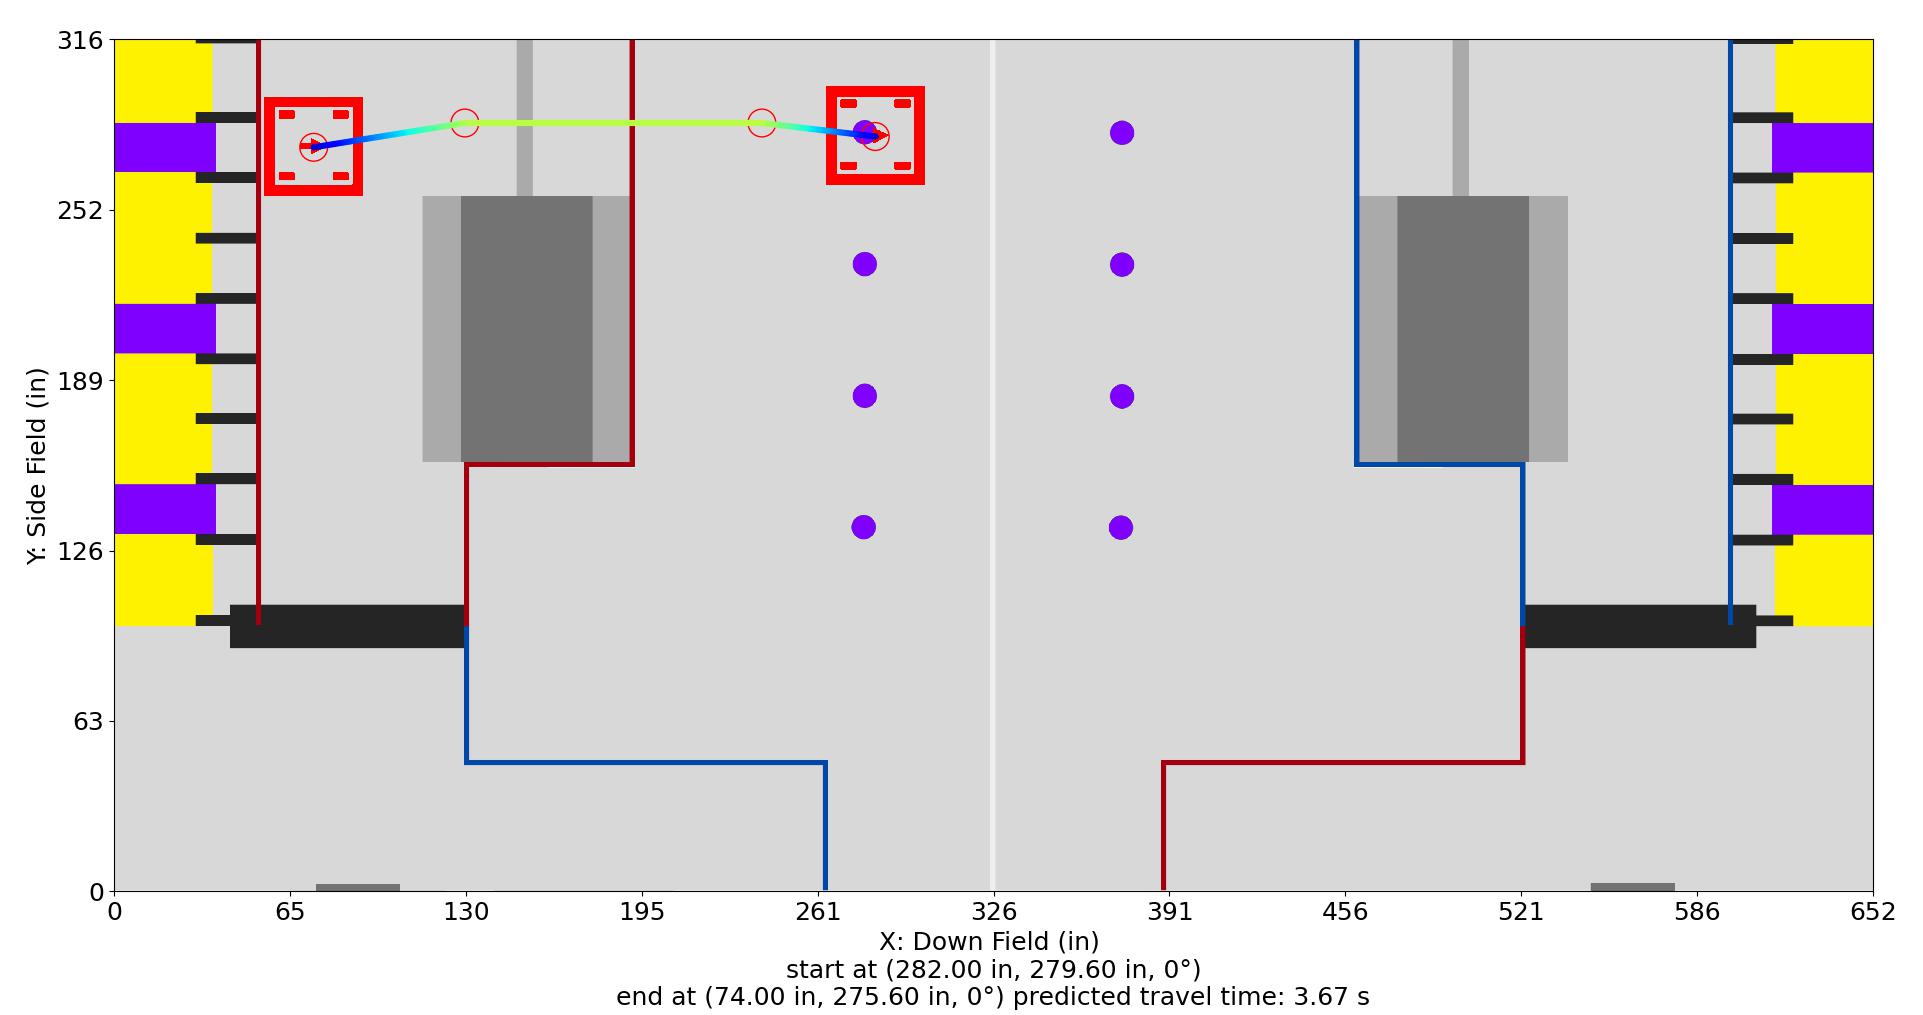 316
252
189
126
63
0
Y: Side Field (in)
0 65 130 195 261 326 391 456 521 586 652
X: Down Field (in)
start at (282.00 in, 279.60 in, 0°)
end at (74.00 in, 275.60 in, 0°) predicted travel time: 3.67 s